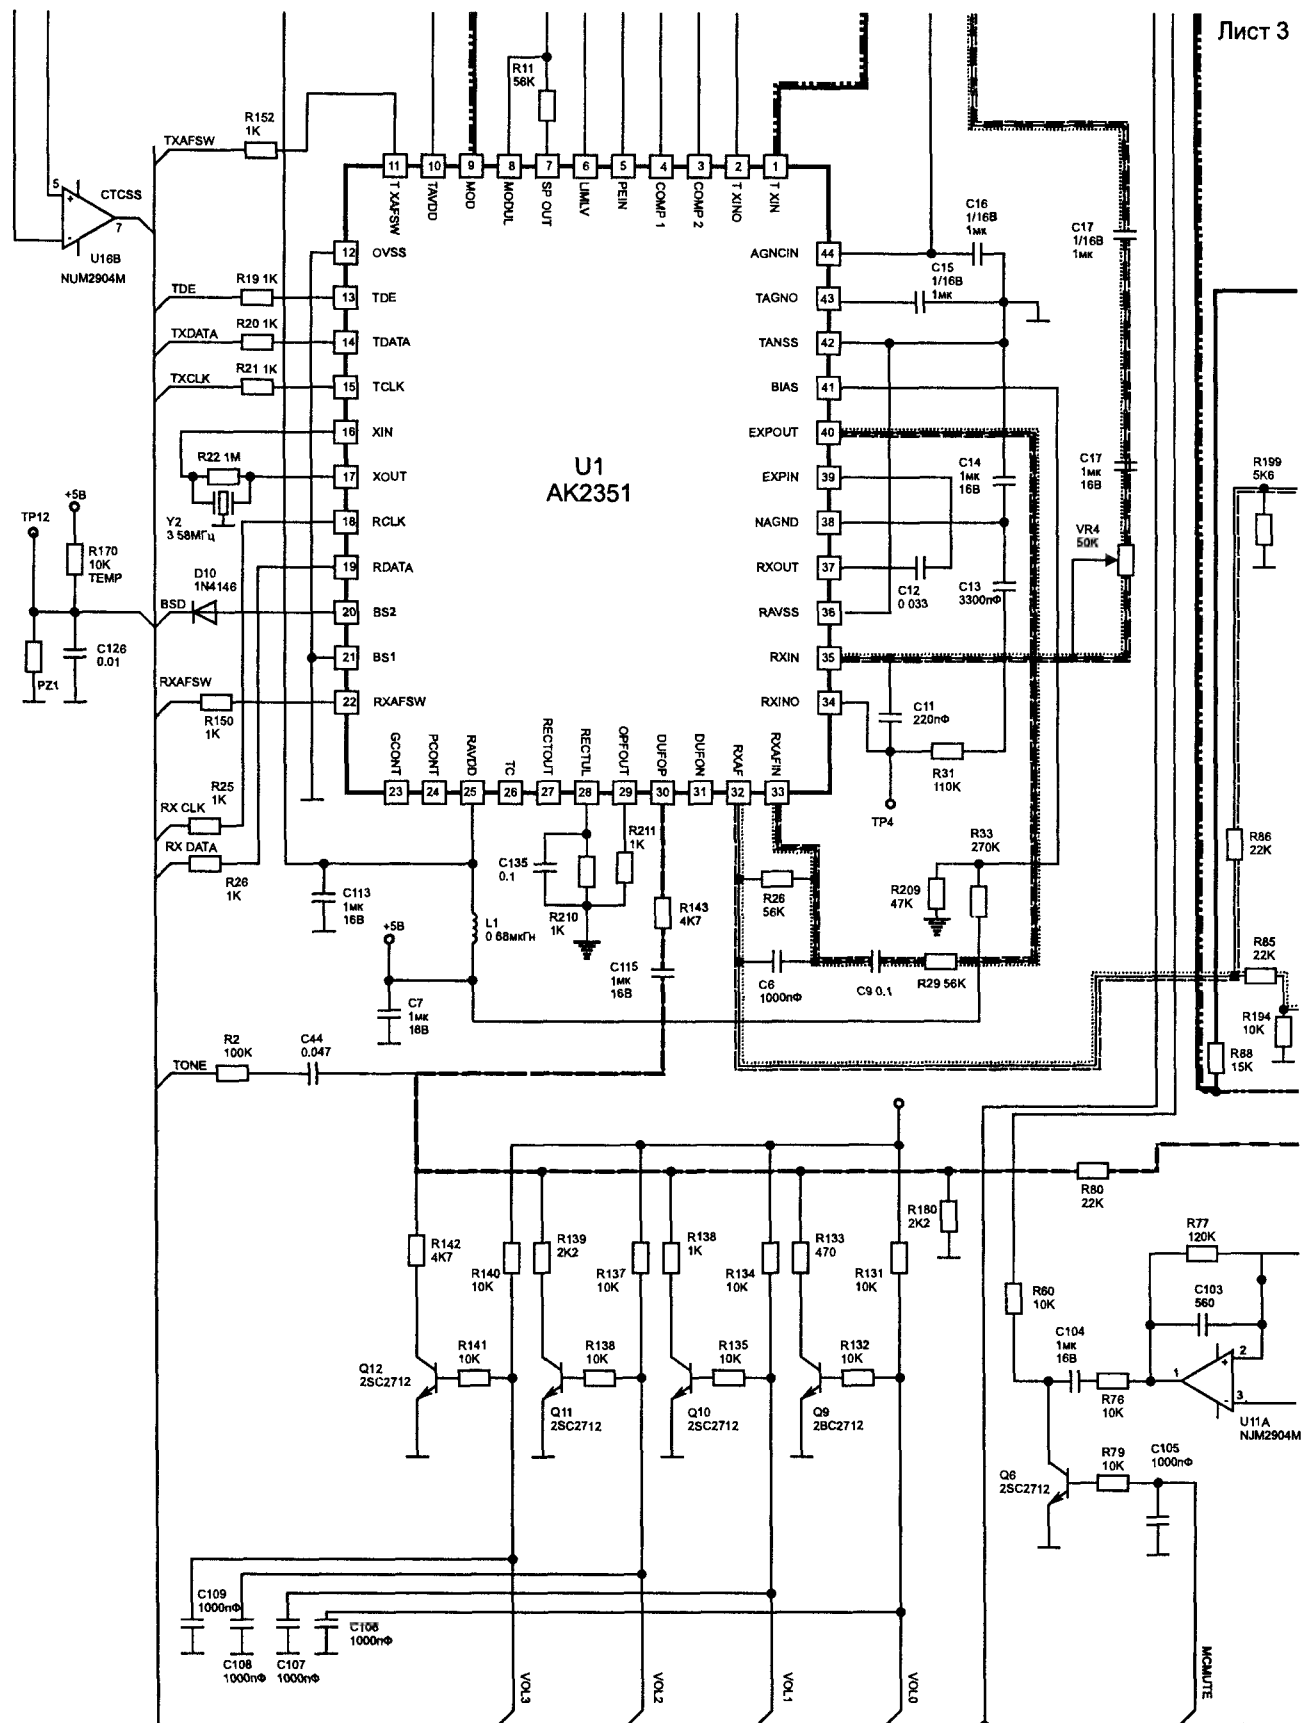 Лист 3
R11
56K
R152
1K
TXAFSW
11
10
9
8
7
6
5
4
3
2
1
T XAFSW
TAVDD
MOD
MODUL
SP OUT
LIMLV
PEIN
COMP 1
COMP 2
T XINO
T XIN
5
+
-
7
CTCSS
U16B
NUM2904M
C16
1/16В
1мк
C17
1/16В
1мк
12
OVSS
AGNCIN
44
C15
1/16В
1мк
TDE
R19 1K
13
TDE
TAGNO
43
TXDATA
R20 1K
14
TDATA
TANSS
42
TXCLK
R21 1K
15
TCLK
BIAS
41
16
XIN
EXPOUT
40
R22 1M
17
XOUT
U1
AK2351
EXPIN
39
C14
1мк
16В
C17
1мк
16В
R199
5K6
Y2
3 58МГц
18
RCLK
NAGND
38
VR4
50K
+5В
TP12
R170
10K
TEMP
19
RDATA
RXOUT
37
C12
0 033
C13
3300пФ
D10
1N4146
BSD
20
BS2
RAVSS
36
C126
0.01
PZ1
21
BS1
RXIN
35
RXAFSW
R150
1K
22
RXAFSW
RXINO
34
C11
220пФ
GCONT
PCONT
RAVDD
TC
RECTOUT
RECTUL
OPFOUT
DUFOP
DUFON
RXAF
RXAFIN
23
24
25
26
27
28
29
30
31
32
33
R31
110K
TP4
R25
1K
RX CLK
RX DATA
R26
1K
R211
1K
C135
0.1
R210
1K
R33
270K
R86
22K
C113
1мк
16В
+5В
L1
0 68мкГн
R143
4K7
R26
56K
R209
47K
C115
1мк
16В
C6
1000пФ
C9 0.1
R29 56K
R85
22K
C7
1мк
16В
R194
10K
R2
100K
C44
0.047
TONE
R88
15K
R80
22K
R142
4K7
R140
10K
R139
2K2
R137
10K
R138
1K
R134
10K
R133
470
R131
10K
R180
2K2
R77
120K
R60
10K
C103
560
C104
1мк
16В
Q12
2SC2712
R141
10K
R138
10K
R135
10K
R132
10K
R76
10K
1
+
-
2
3
U11A
NJM2904M
Q11
2SC2712
Q10
2SC2712
Q9
2BC2712
Q6
2SC2712
R79
10K
C105
1000пФ
C109
1000пФ
C108
1000пФ
C107
1000пФ
C106
1000пФ
VOL3
VOL2
VOL1
VOL0
MCMUTE